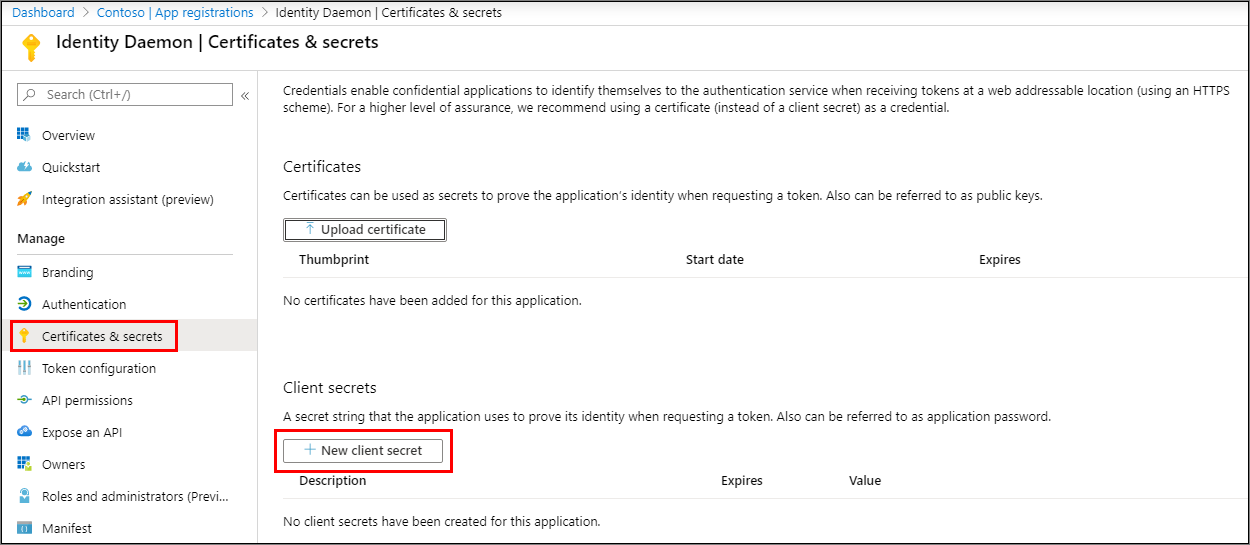 Dashboard > Contoso | App registrations > Identity Daemon | Certificates & secrets
Identity Daemon | Certificates & secrets
Search (Ctrl+/)
«
Overview
Quickstart
Integration assistant (preview)
Manage
Branding
Authentication
Certificates & secrets
Token configuration
API permissions
Expose an API
Owners
Roles and administrators (Previ...
Manifest
Credentials enable confidential applications to identify themselves to the authentication service when receiving tokens at a web addressable location (using an HTTPS
scheme). For a higher level of assurance, we recommend using a certificate (instead of a client secret) as a credential.
Certificates
Certificates can be used as secrets to prove the application's identity when requesting a token. Also can be referred to as public keys.
Upload certificate
Thumbprint Start date Expires
No certificates have been added for this application.
Client secrets
A secret string that the application uses to prove its identity when requesting a token. Also can be referred to as application password.
New client secret
Description Expires Value
No client secrets have been created for this application.